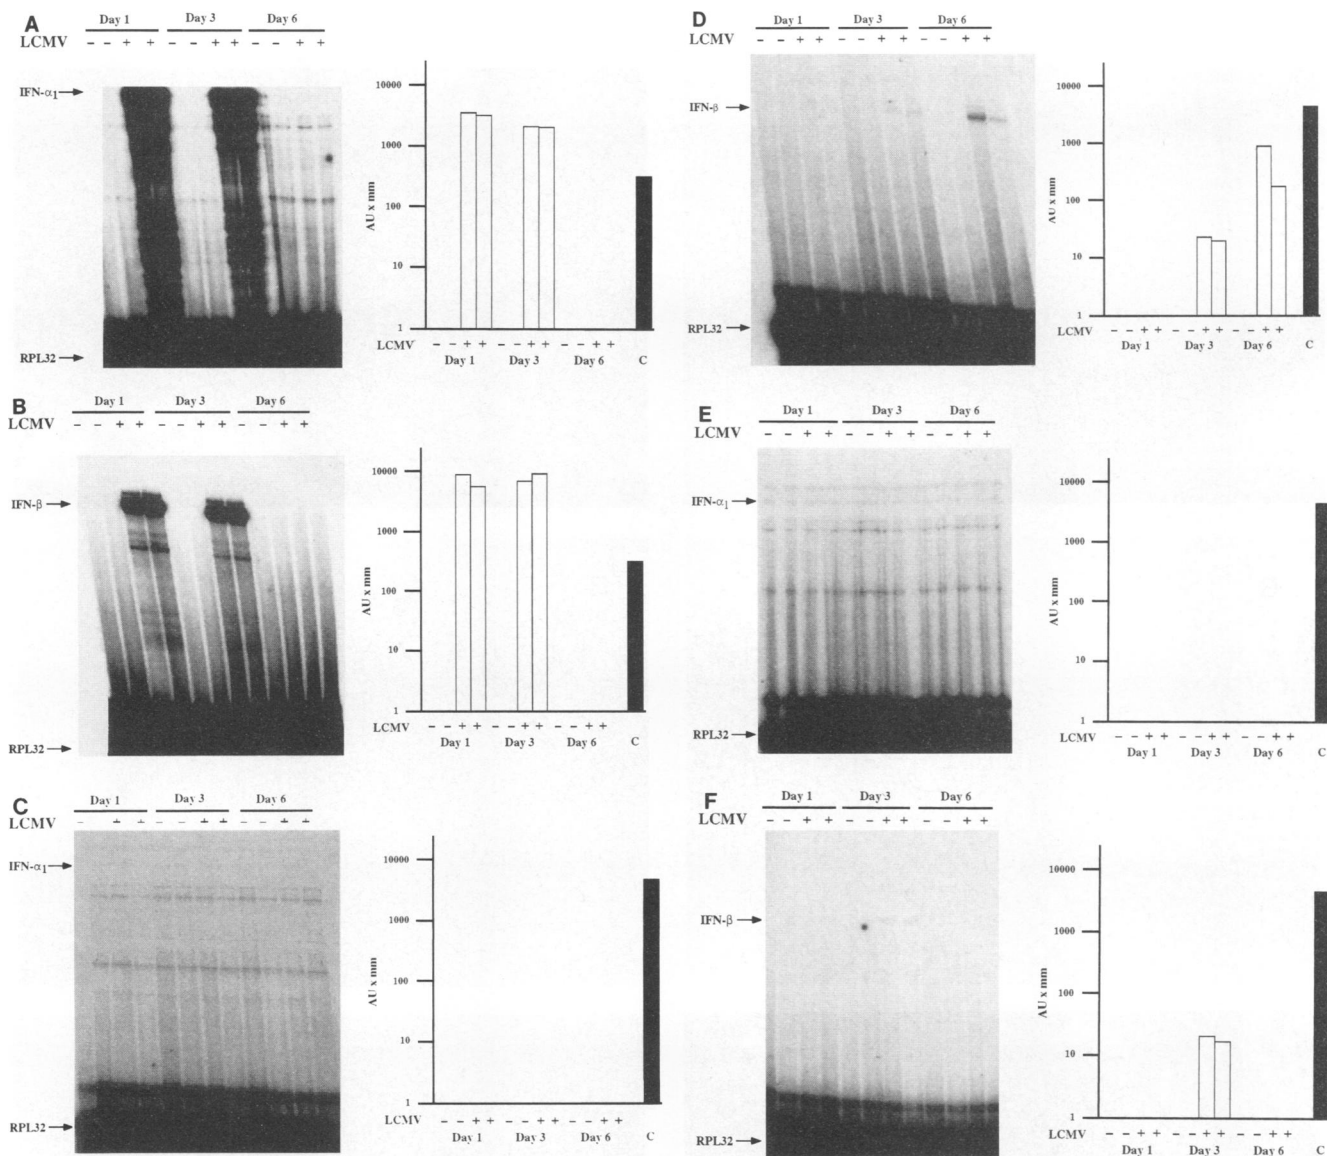 A
Day 1 Day 3 Day 6
LCMV – – + + – – + + – – + +
IFN-α1
RPL32
10000
1000
100
10
1
AU x mm
LCMV – – + + – – + + – – + +
Day 1 Day 3 Day 6 C
B
Day 1 Day 3 Day 6
LCMV – – + + – – + + – – + +
IFN-β
RPL32
10000
1000
100
10
1
AU x mm
LCMV – – + + – – + + – – + +
Day 1 Day 3 Day 6 C
C
Day 1 Day 3 Day 6
LCMV – – + + – – + + – – + +
IFN-α1
RPL32
10000
1000
100
10
1
AU x mm
LCMV – – + + – – + + – – + +
Day 1 Day 3 Day 6 C
D
Day 1 Day 3 Day 6
LCMV – – + + – – + + – – + +
IFN-β
RPL32
10000
1000
100
10
1
AU x mm
LCMV – – + + – – + + – – + +
Day 1 Day 3 Day 6 C
E
Day 1 Day 3 Day 6
LCMV – – + + – – + + – – + +
IFN-α1
RPL32
10000
1000
100
10
1
AU x mm
LCMV – – + + – – + + – – + +
Day 1 Day 3 Day 6 C
F
Day 1 Day 3 Day 6
LCMV – – + + – – + + – – + +
IFN-β
RPL32
10000
1000
100
10
1
AU x mm
LCMV – – + + – – + + – – + +
Day 1 Day 3 Day 6 C